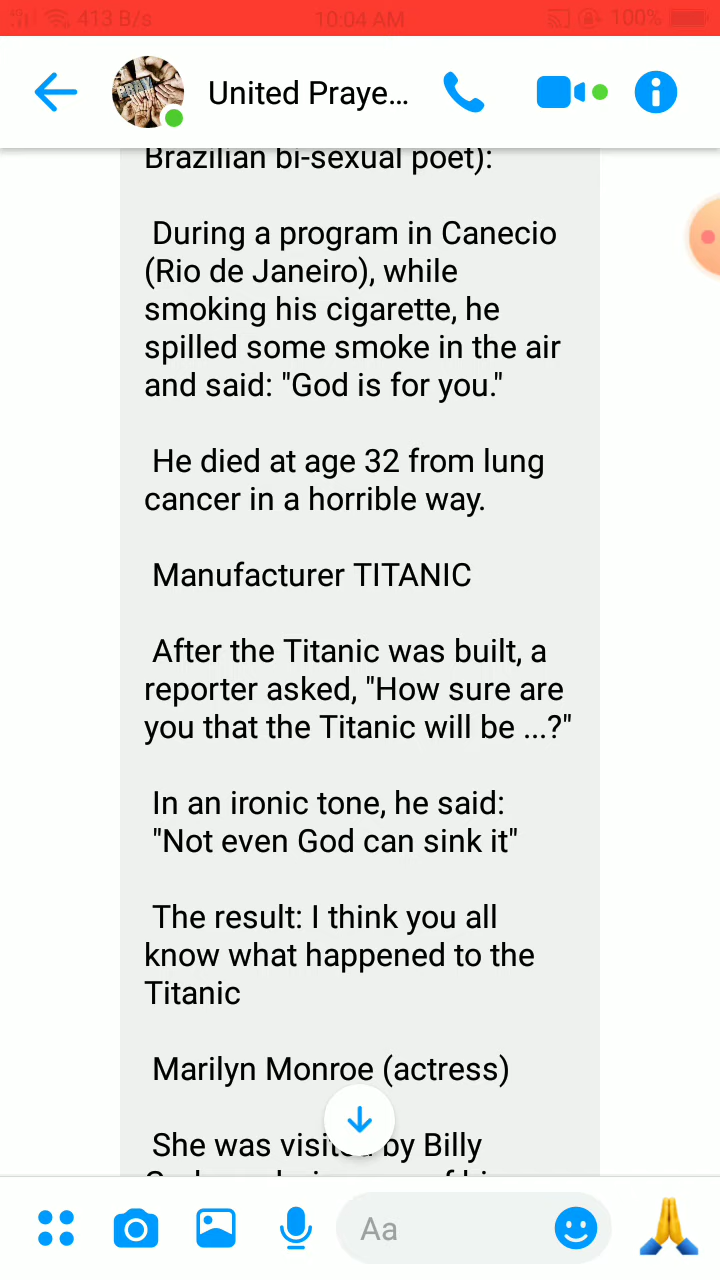 413 B/s 10:04 AM 100%
PRAY
United Praye...
Brazilian bi-sexual poet):
During a program in Canecio
(Rio de Janeiro), while
smoking his cigarette, he
spilled some smoke in the air
and said: "God is for you."
He died at age 32 from lung
cancer in a horrible way.
Manufacturer TITANIC
After the Titanic was built, a
reporter asked, "How sure are
you that the Titanic will be ...?"
In an ironic tone, he said:
"Not even God can sink it"
The result: I think you all
know what happened to the
Titanic
Marilyn Monroe (actress)
She was by Billy
Aa